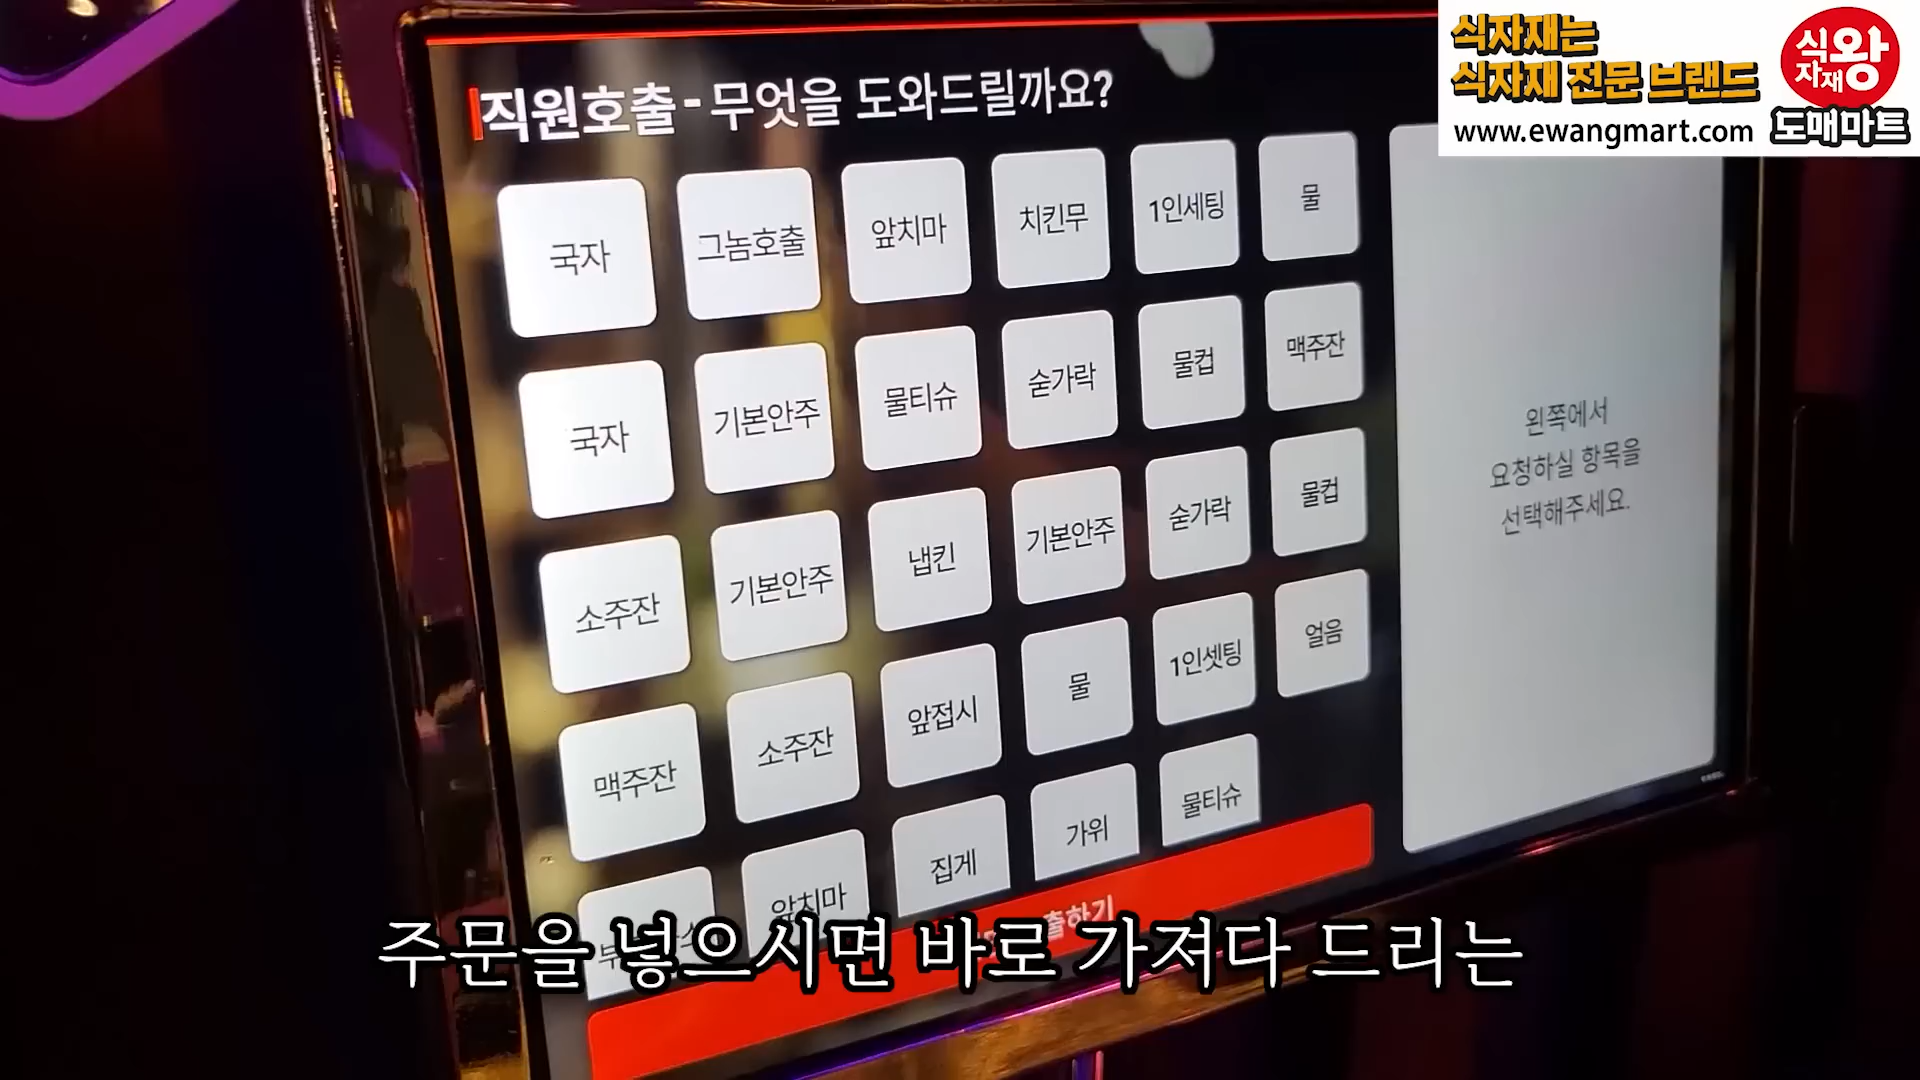 식자재는
식자재 전문 브랜드
www.ewangmart.com
식자재왕
도매마트
직원호출 - 무엇을 도와드릴까요?
국자 그놈호출 앞치마 치킨무 1인세팅 물
국자 기본안주 물티슈 숟가락 물컵 맥주잔
소주잔 기본안주 냅킨 기본안주 숟가락 물컵
맥주잔 소주잔 앞접시 물 1인셋팅 얼음
앞치마 집게 가위 물티슈
왼쪽에서
요청하실 항목을
선택해주세요.
출하기
주문을 넣으시면 바로 가져다 드리는